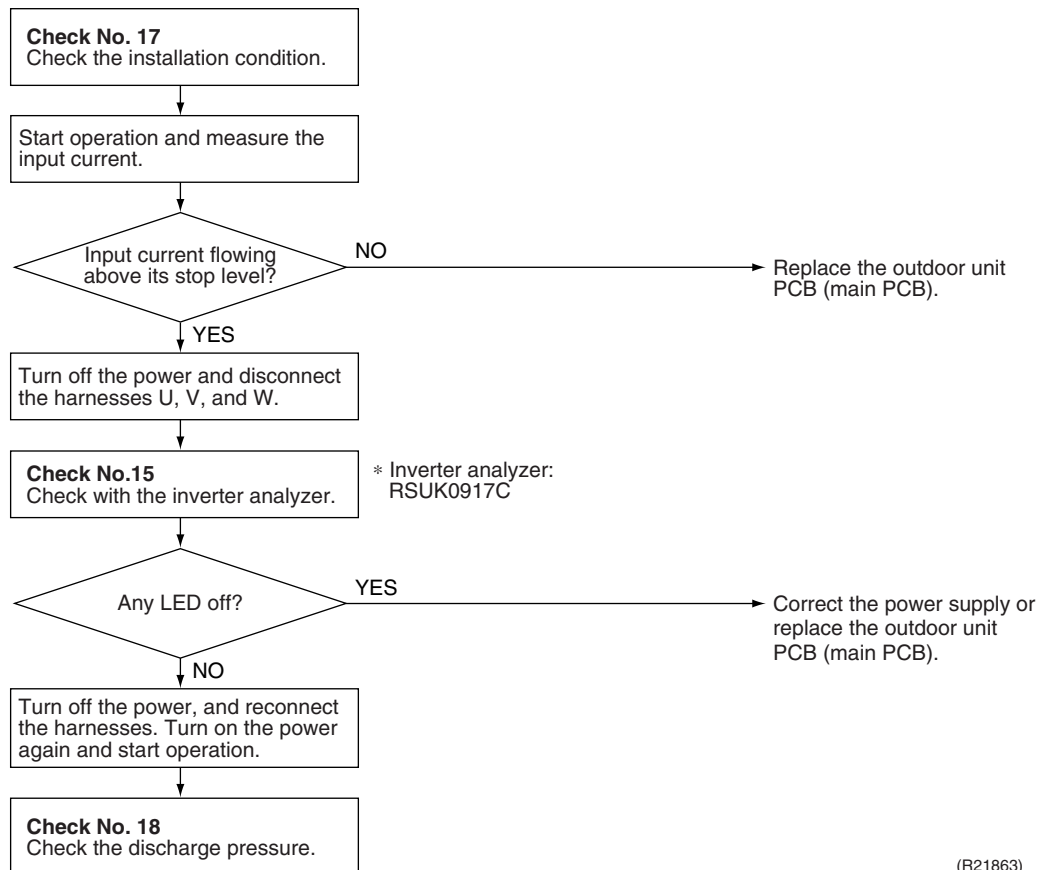 Check No. 17
Check the installation condition.
Start operation and measure the
input current.
Input current flowing
above its stop level?
NO
Replace the outdoor unit
PCB (main PCB).
YES
Turn off the power and disconnect
the harnesses U, V, and W.
Check No.15
Check with the inverter analyzer.
∗ Inverter analyzer:
RSUK0917C
Any LED off?
YES
Correct the power supply or
replace the outdoor unit
PCB (main PCB).
NO
Turn off the power, and reconnect
the harnesses. Turn on the power
again and start operation.
Check No. 18
Check the discharge pressure.
(R21863)